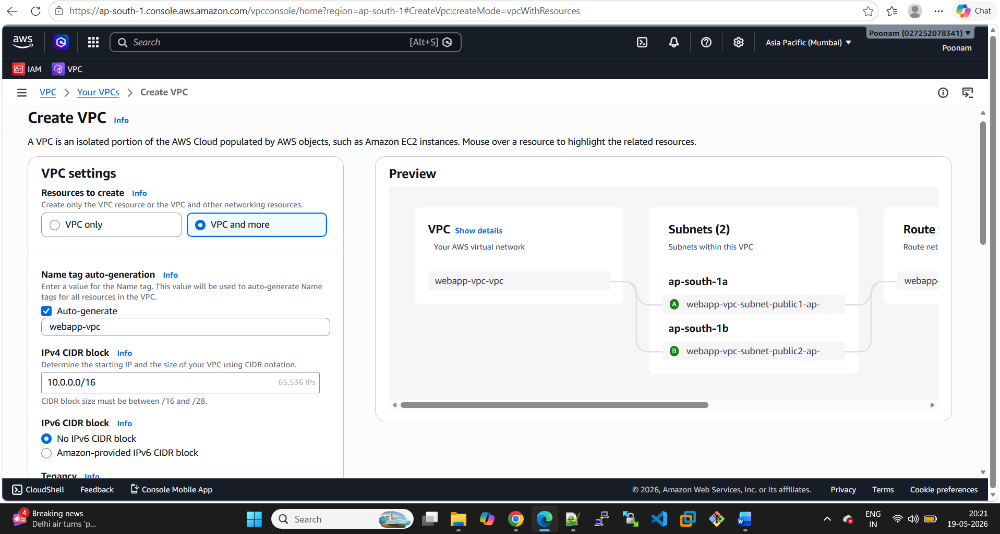 https://ap-south-1.console.aws.amazon.com/vpcconsole/home?region=ap-south-1#CreateVpc:createMode=vpcWithResources
Chat
aws
Search
[Alt+S]
Asia Pacific (Mumbai)
Poonam (027252078341)
Poonam
IAM
VPC
VPC
Your VPCs
Create VPC
Create VPC Info
A VPC is an isolated portion of the AWS Cloud populated by AWS objects, such as Amazon EC2 instances. Mouse over a resource to highlight the related resources.
VPC settings
Resources to create Info
Create only the VPC resource or the VPC and other networking resources.
VPC only
VPC and more
Name tag auto-generation Info
Enter a value for the Name tag. This value will be used to auto-generate Name
tags for all resources in the VPC.
Auto-generate
webapp-vpc
IPv4 CIDR block Info
Determine the starting IP and the size of your VPC using CIDR notation.
10.0.0.0/16
65,536 IPs
CIDR block size must be between /16 and /28.
IPv6 CIDR block Info
No IPv6 CIDR block
Amazon-provided IPv6 CIDR block
Tenancy Info
Preview
VPC Show details
Your AWS virtual network
webapp-vpc-vpc
Subnets (2)
Subnets within this VPC
ap-south-1a
A webapp-vpc-subnet-public1-ap-
ap-south-1b
B webapp-vpc-subnet-public2-ap-
Route
Route net
webapp-
CloudShell
Feedback
Console Mobile App
© 2026, Amazon Web Services, Inc. or its affiliates.
Privacy
Terms
Cookie preferences
4
Breaking news
Delhi air turns 'p...
Search
W
ENG
IN
20:21
19-05-2026